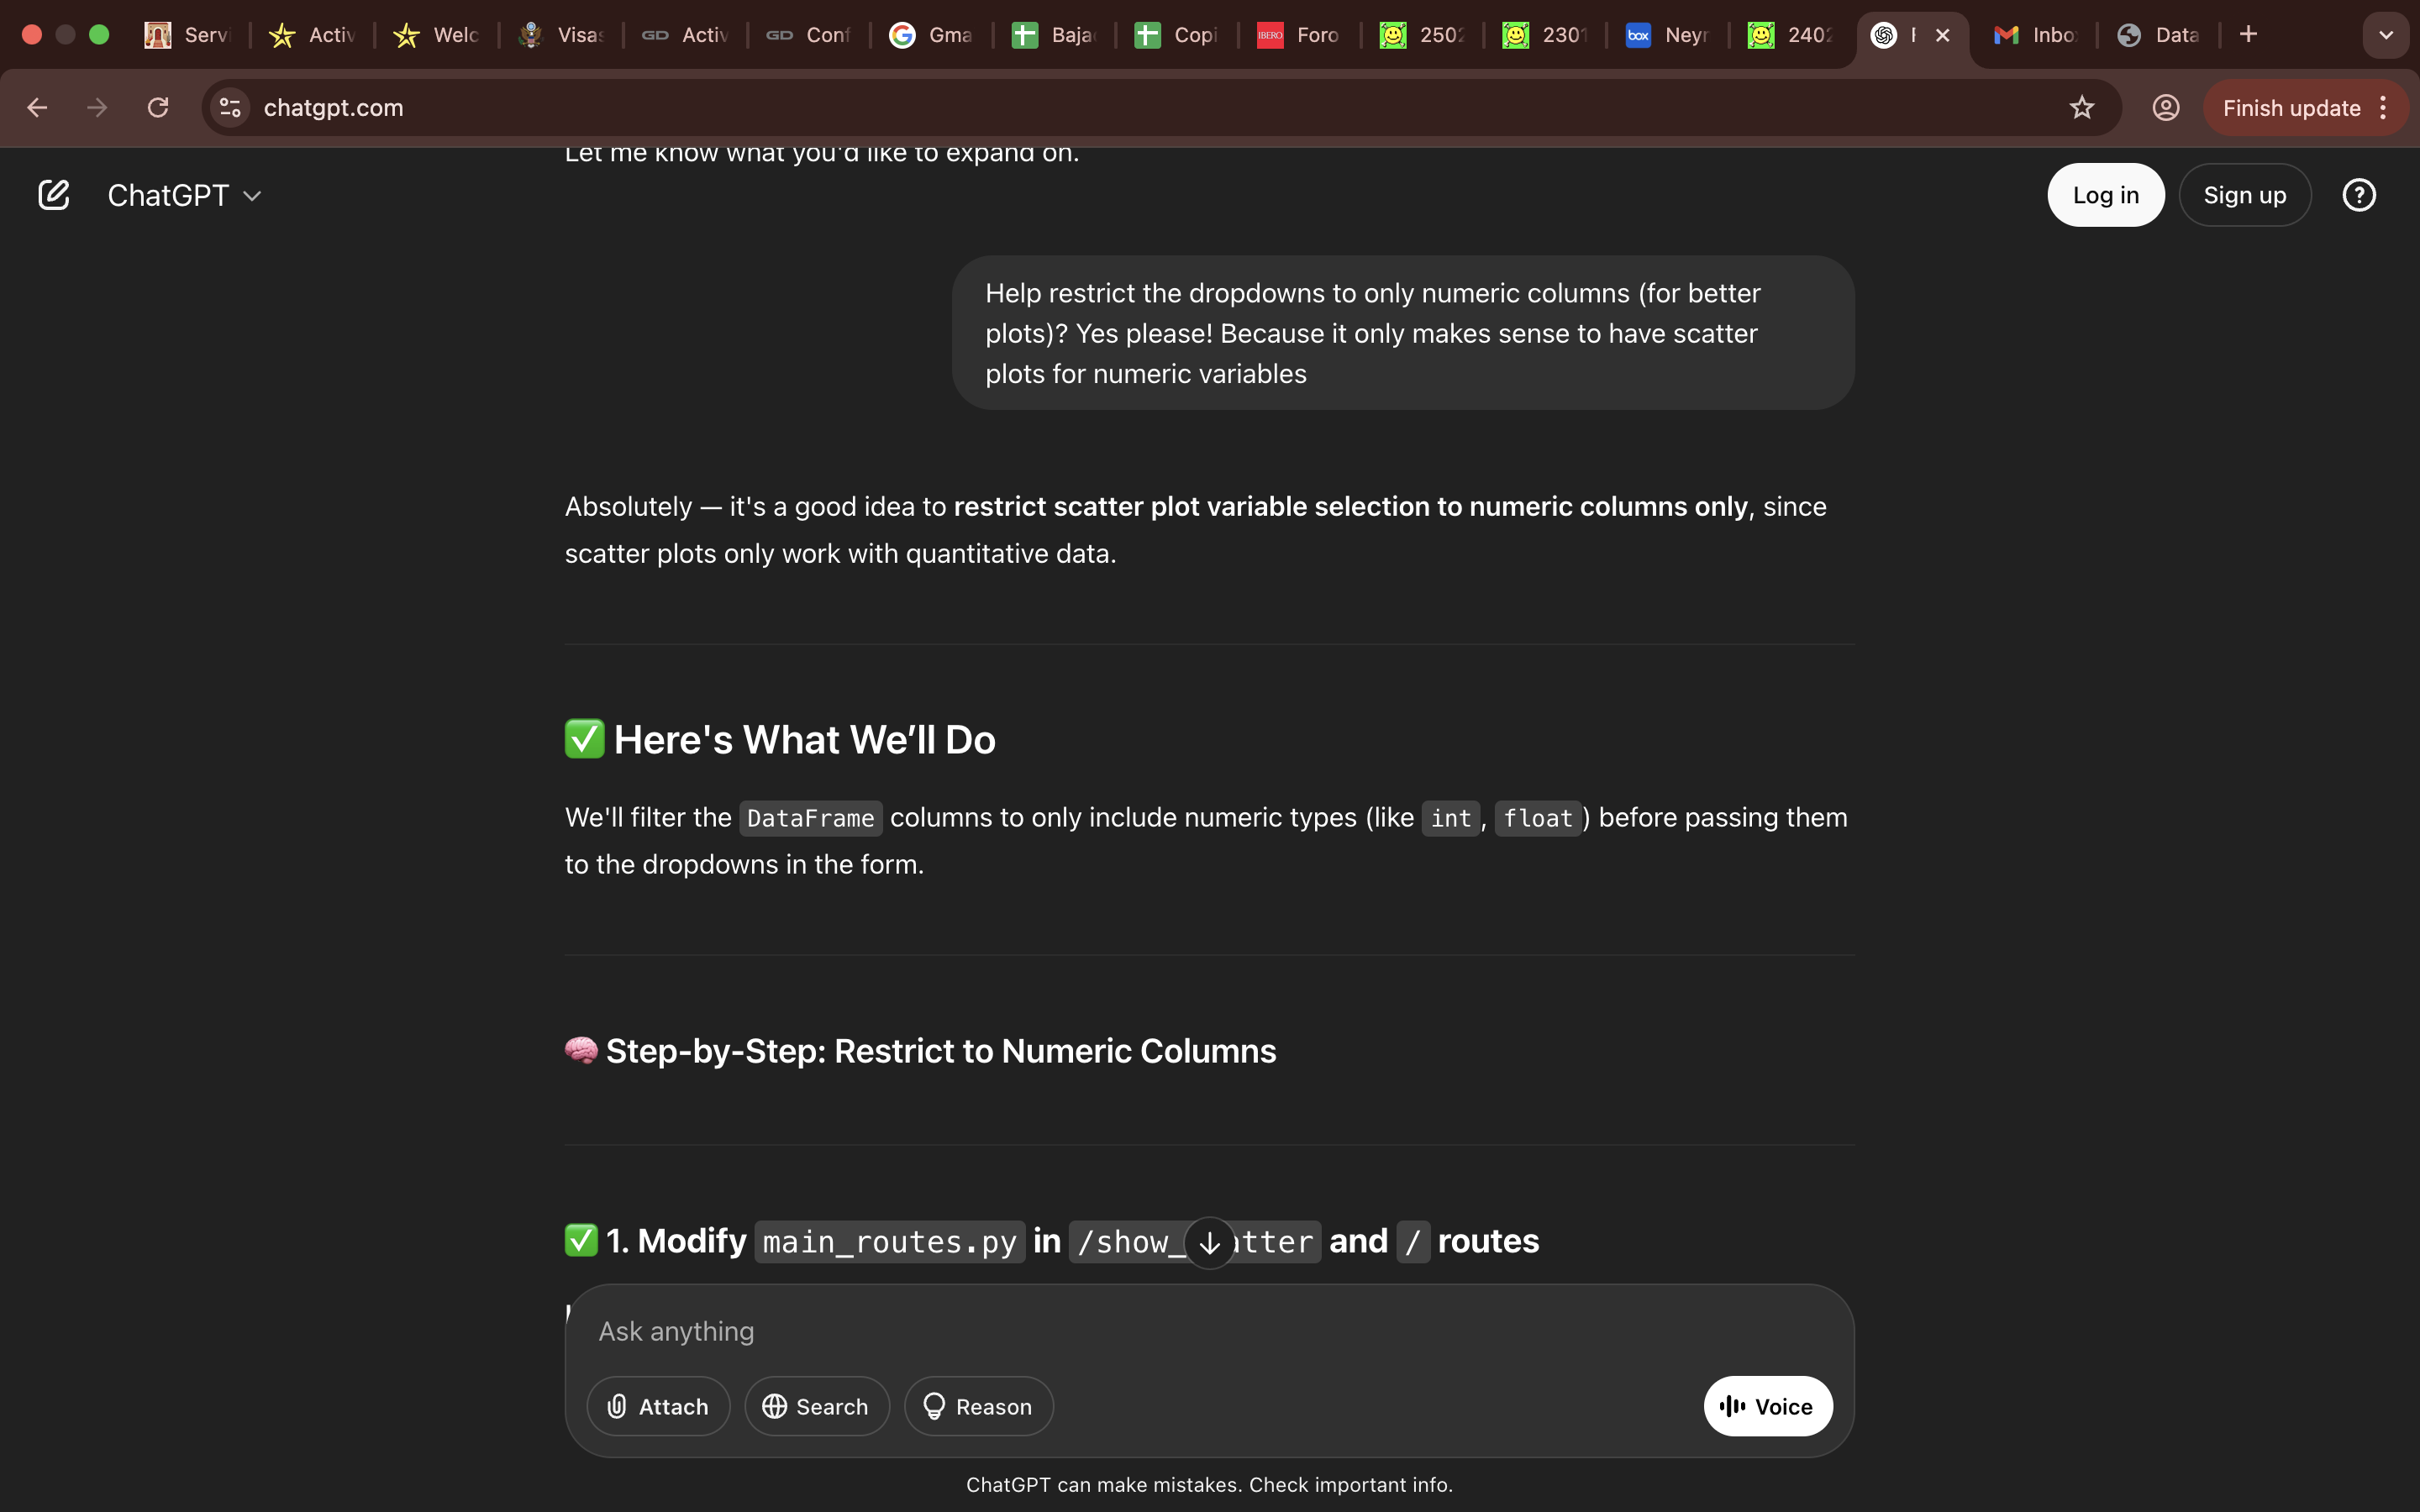 Servi
Activ
Welc
Visas
GD Activ
GD Conf
Gma
Baja
Copi
IBERO Foro
2502
2301
box Neyr
2402
Inbo
Data
chatgpt.com
Finish update
Let me know what you'd like to expand on.
ChatGPT
Log in
Sign up
Help restrict the dropdowns to only numeric columns (for better
plots)? Yes please! Because it only makes sense to have scatter
plots for numeric variables
Absolutely — it's a good idea to restrict scatter plot variable selection to numeric columns only, since
scatter plots only work with quantitative data.
✅ Here's What We’ll Do
We'll filter the DataFrame columns to only include numeric types (like int, float) before passing them
to the dropdowns in the form.
🧠 Step-by-Step: Restrict to Numeric Columns
✅ 1. Modify main_routes.py in /show_ tter and / routes
Ask anything
Attach
Search
Reason
Voice
ChatGPT can make mistakes. Check important info.